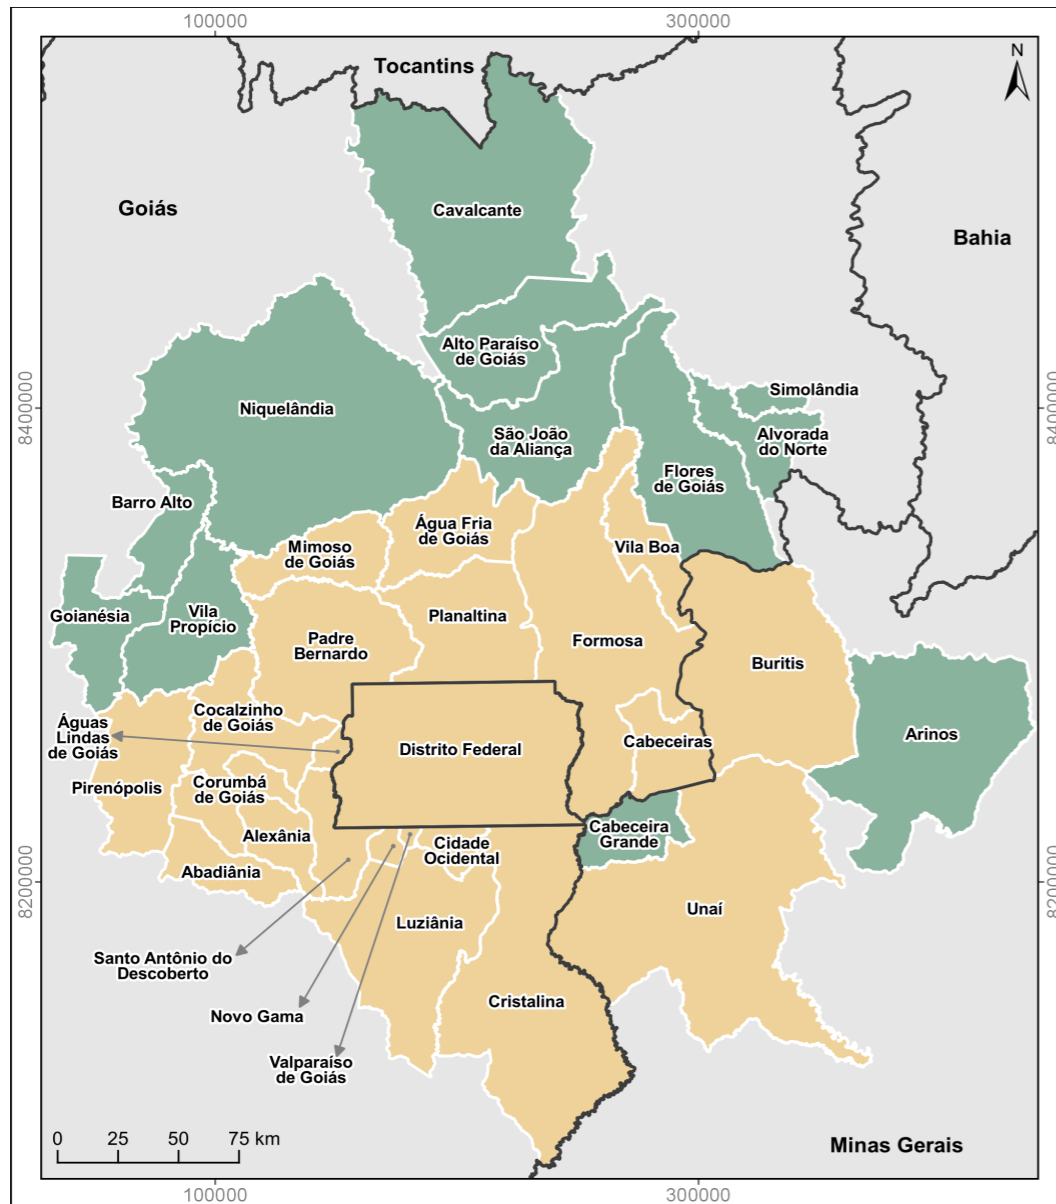 100000
300000
N
Tocantins
Goiás
Bahia
Cavalcante
Alto Paraíso
de Goiás
8400000
8400000
Niquelândia
Simolândia
São João
da Aliança
Alvorada
do Norte
Flores
de Goiás
Barro Alto
Água Fria
de Goiás
Mimoso
de Goiás
Vila Boa
Goianésia
Vila
Propício
Planaltina
Padre
Bernardo
Formosa
Buritis
Águas
Lindas
de Goiás
Cocalzinho
de Goiás
Distrito Federal
Cabeceiras
Arinos
Pirenópolis
Corumbá
de Goiás
Alexânia
Cidade
Ocidental
Cabeceira
Grande
Abadiânia
8200000
8200000
Luziânia
Unaí
Santo Antônio do
Descoberto
Cristalina
Novo Gama
Valparaíso
de Goiás
0 25 50 75 km
Minas Gerais
100000
300000